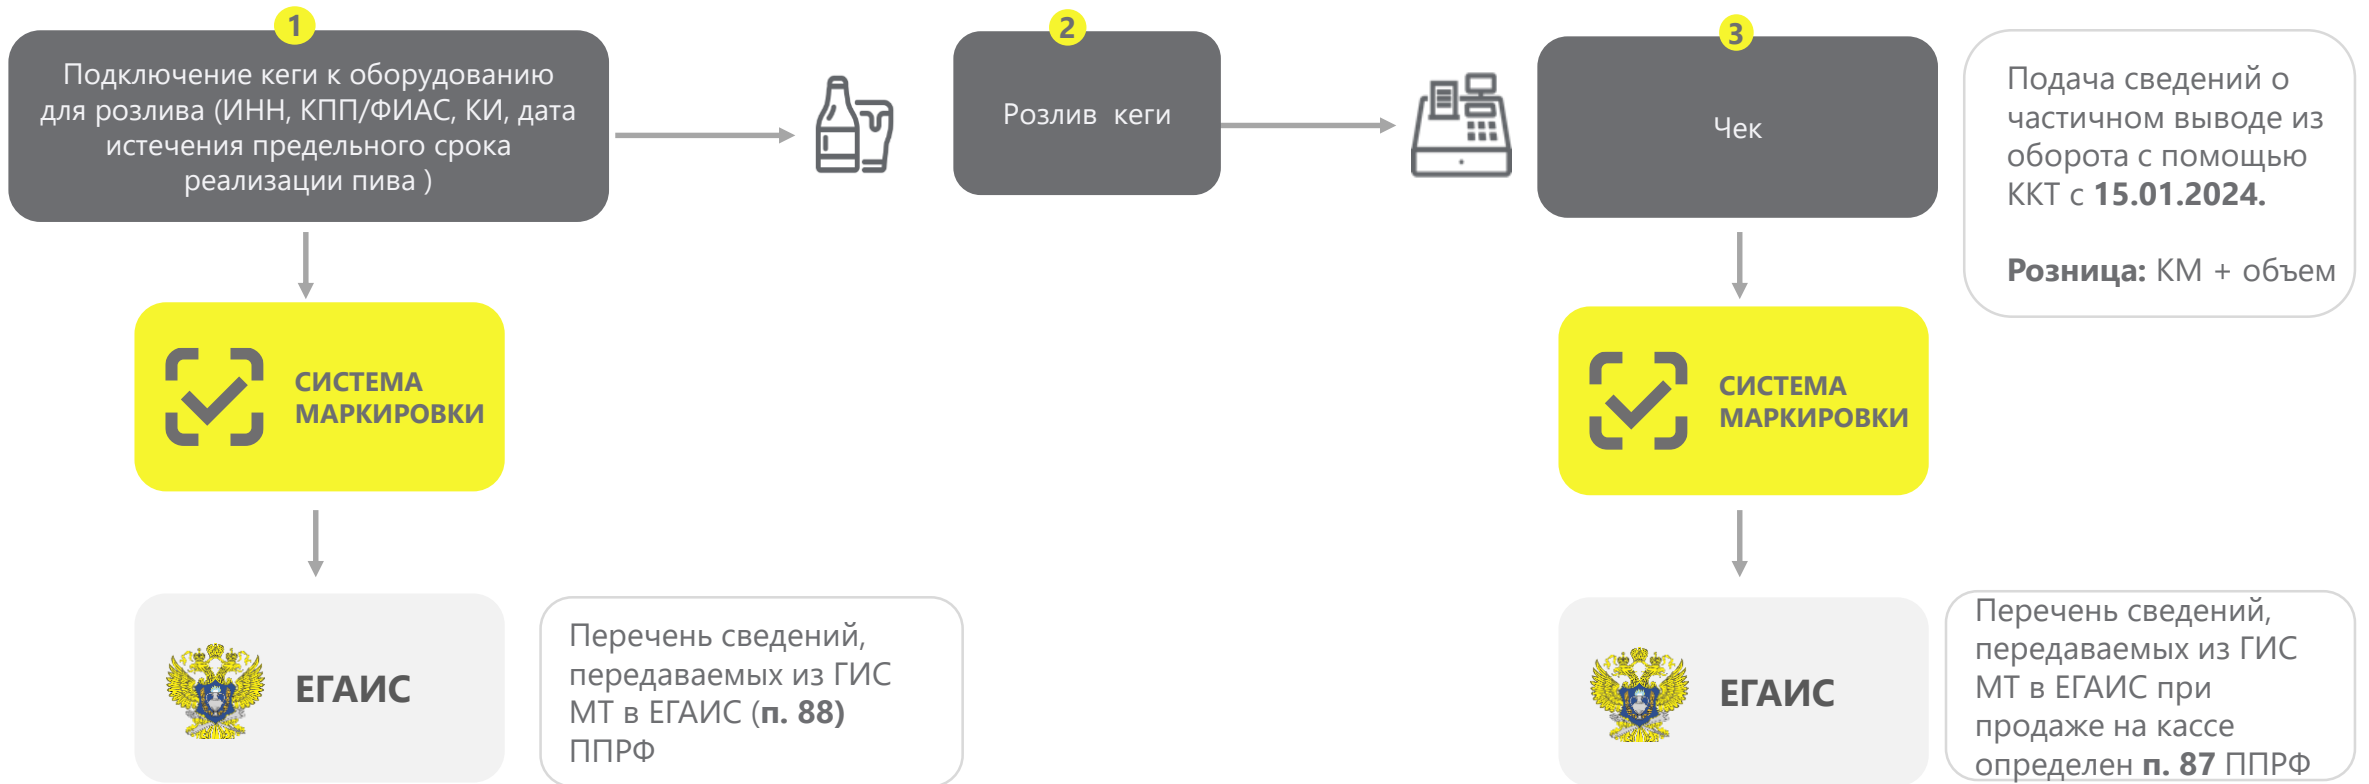 1
Подключение кеги к оборудованию
для розлива (ИНН, КПП/ФИАС, КИ, дата
истечения предельного срока
реализации пива )
2
Розлив кеги
3
Чек
Подача сведений о
частичном выводе из
оборота с помощью
ККТ с 15.01.2024.
Розница: КМ + объем
СИСТЕМА
МАРКИРОВКИ
СИСТЕМА
МАРКИРОВКИ
ЕГАИС
Перечень сведений,
передаваемых из ГИС
МТ в ЕГАИС (п. 88)
ППРФ
ЕГАИС
Перечень сведений,
передаваемых из ГИС
МТ в ЕГАИС при
продаже на кассе
определен п. 87 ППРФ